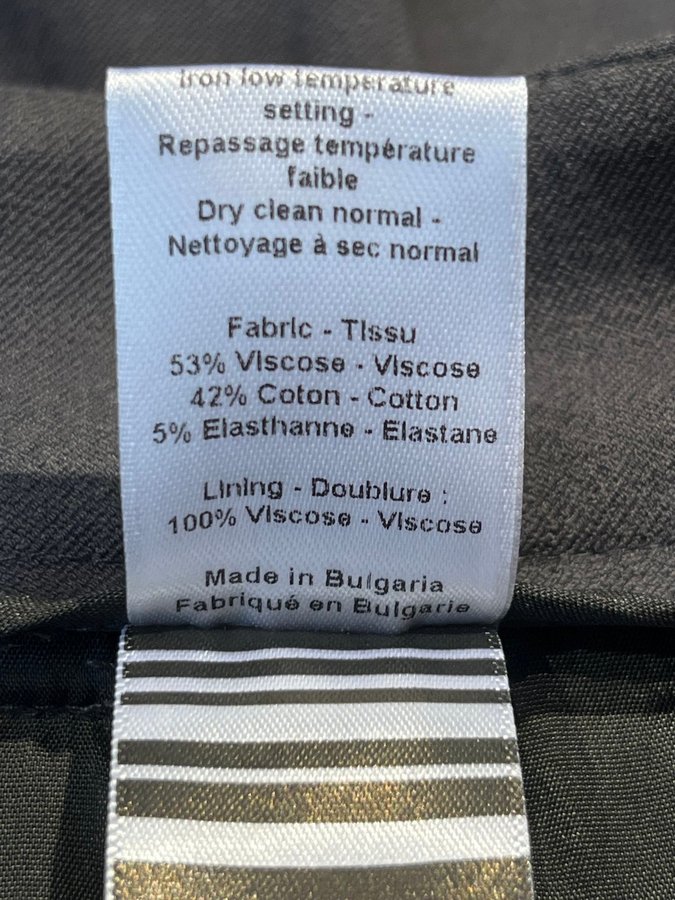 Iron low temperature
setting -
Repassage température
faible
Dry clean normal -
Nettoyage à sec normal
Fabric - Tissu
53% Viscose - Viscose
42% Coton - Cotton
5% Elasthanne - Elastane
Lining - Doublure :
100% Viscose - Viscose
Made in Bulgaria
Fabriqué en Bulgarie